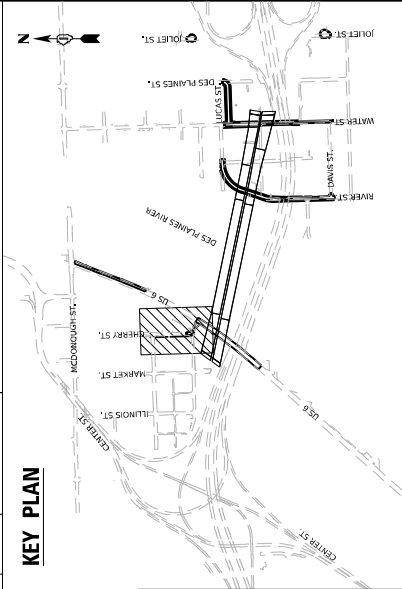 KEY PLAN
N
JOLIET ST.
JOLIET ST.
DES PLAINES ST.
LUCAS ST.
WATER ST.
DAVIS ST.
RIVER ST.
DES PLAINES RIVER
US 6
MCDONOUGH ST.
CHERRY ST.
MARKET ST.
ILLINOIS ST.
CENTER ST.
US 6
CENTER ST.